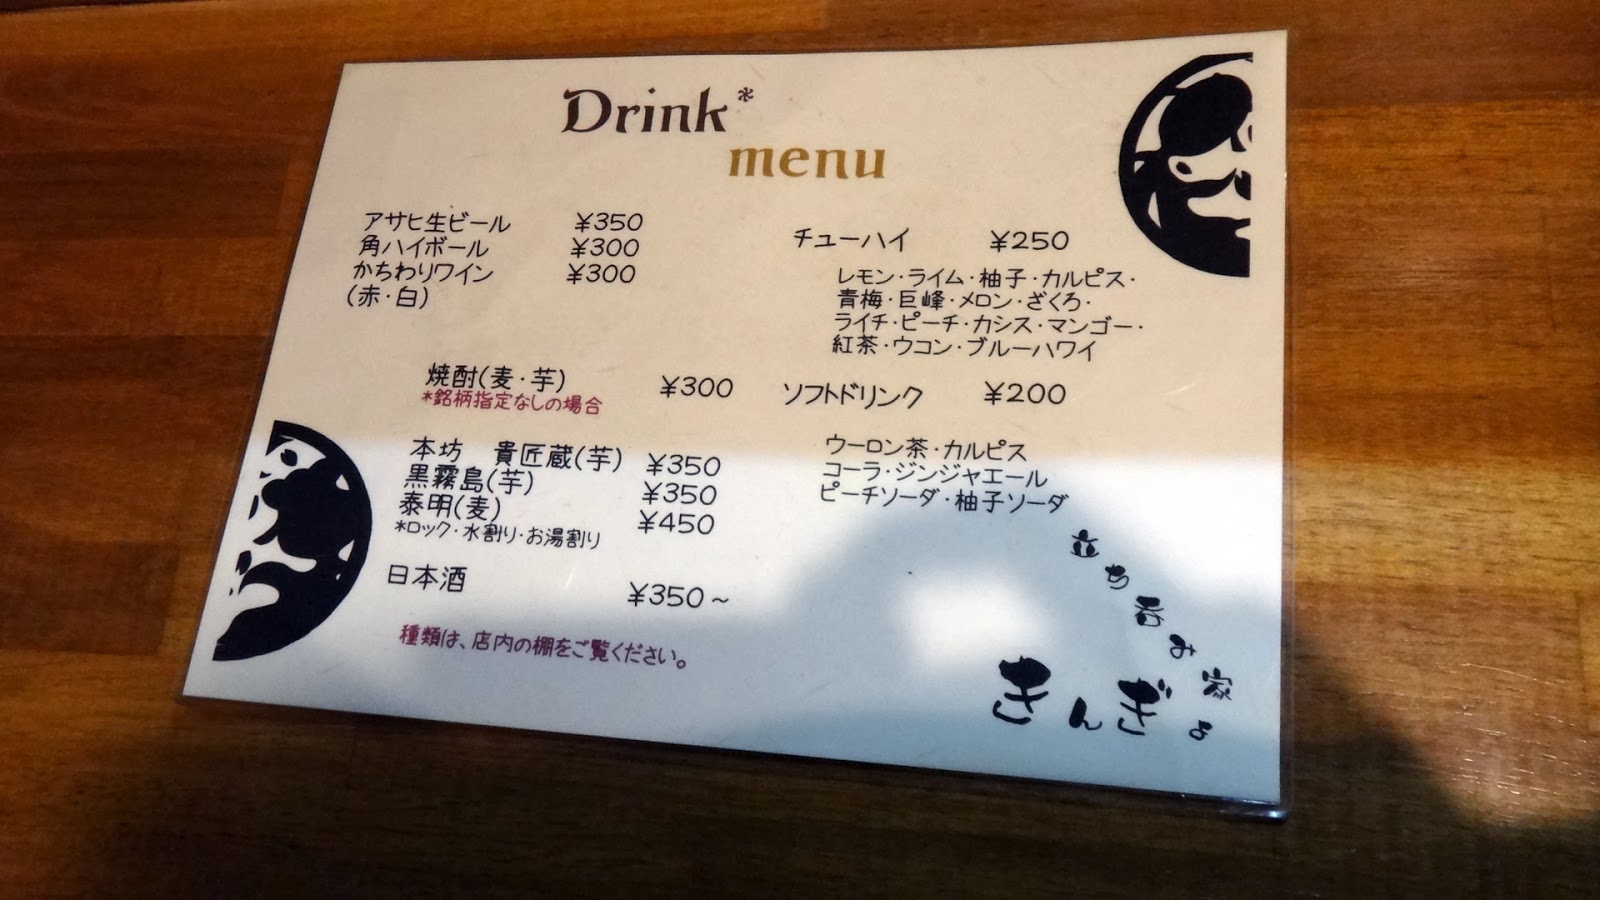 Drink*
menu
アサヒ生ビール ¥350
角ハイボール ¥300
かちわりワイン ¥300
(赤・白)
焼酎(麦・芋) ¥300
*銘柄指定なしの場合
本坊 貴匠蔵(芋) ¥350
黒霧島(芋) ¥350
泰明(麦) ¥450
*ロック・水割り・お湯割り
日本酒 ¥350~
種類は、店内の棚をご覧ください。
チューハイ ¥250
レモン・ライム・柚子・カルピス・
青梅・巨峰・メロン・ざくろ・
ライチ・ピーチ・カシス・マンゴー・
紅茶・ウコン・ブルーハワイ
ソフトドリンク ¥200
ウーロン茶・カルピス
コーラ・ジンジャエール
ピーチソーダ・柚子ソーダ
立ち呑み家
きんぎょ